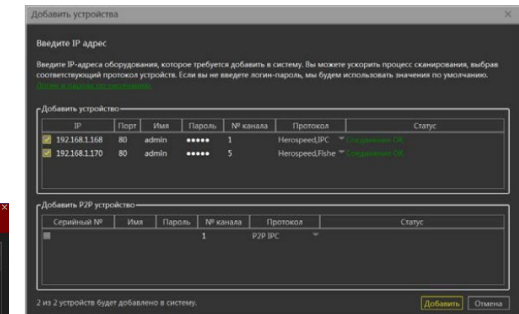 Добавить устройства
Введите IP адрес
Введите IP-адреса оборудования, которое требуется добавить в систему. Вы можете ускорить процесс сканирования, выбрав
соответствующий протокол устройств. Если вы не введете логин-пароль, мы будем использовать значения по умолчанию.
Добавить устройство
IP Порт Имя Пароль № канала Протокол Статус
192.168.1.168 80 admin ••••• 1 Herospeed,IPC Соединение ОК
192.168.1.170 80 admin ••••• 5 Herospeed,Fishe Соединение ОК
Добавить P2P устройство
Серийный № Имя Пароль № канала Протокол Статус
1 P2P IPC
2 из 2 устройств будет добавлено в систему.
Добавить Отмена